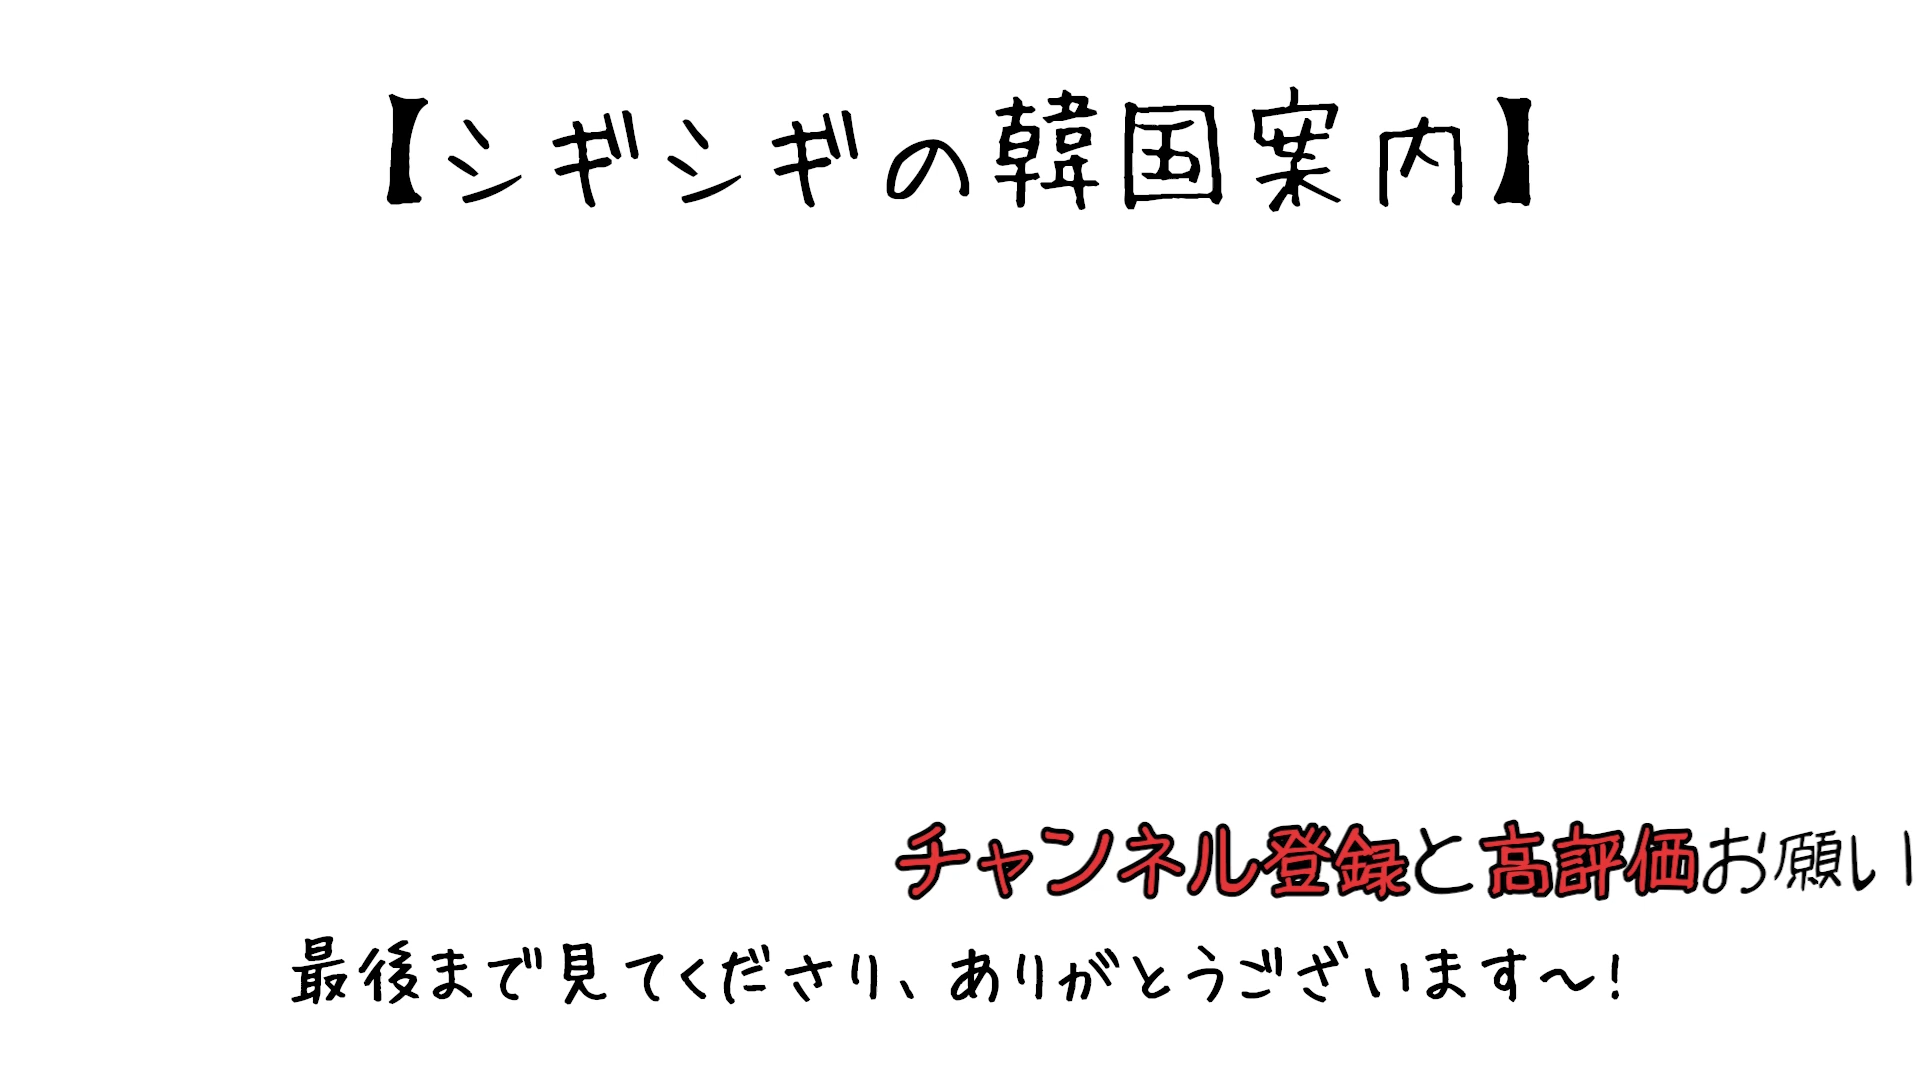 【シギシギの韓国案内】
チャンネル登録と高評価お願い
最後まで見てくださり、ありがとうございます～!